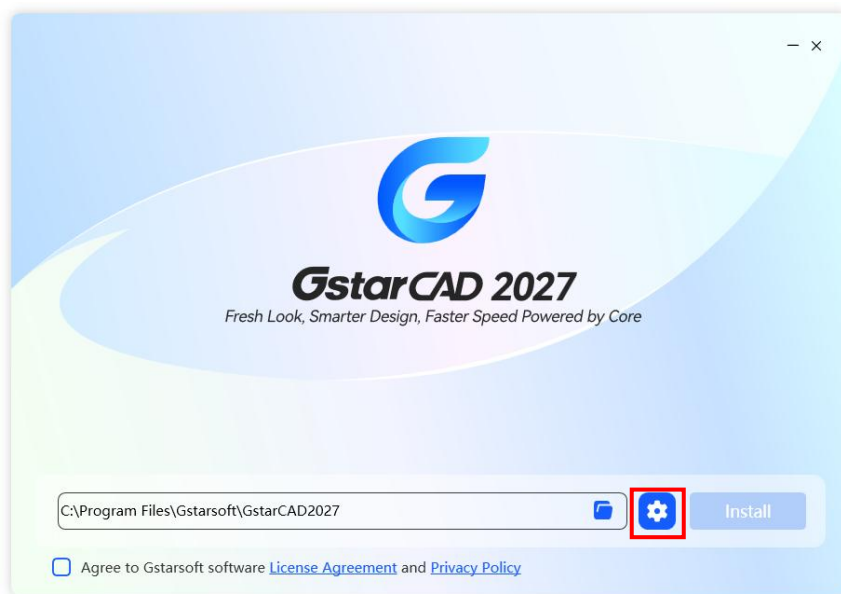 GstarCAD 2027
Fresh Look, Smarter Design, Faster Speed Powered by Core
C:\Program Files\Gstarsoft\GstarCAD2027
Install
Agree to Gstarsoft software License Agreement and Privacy Policy